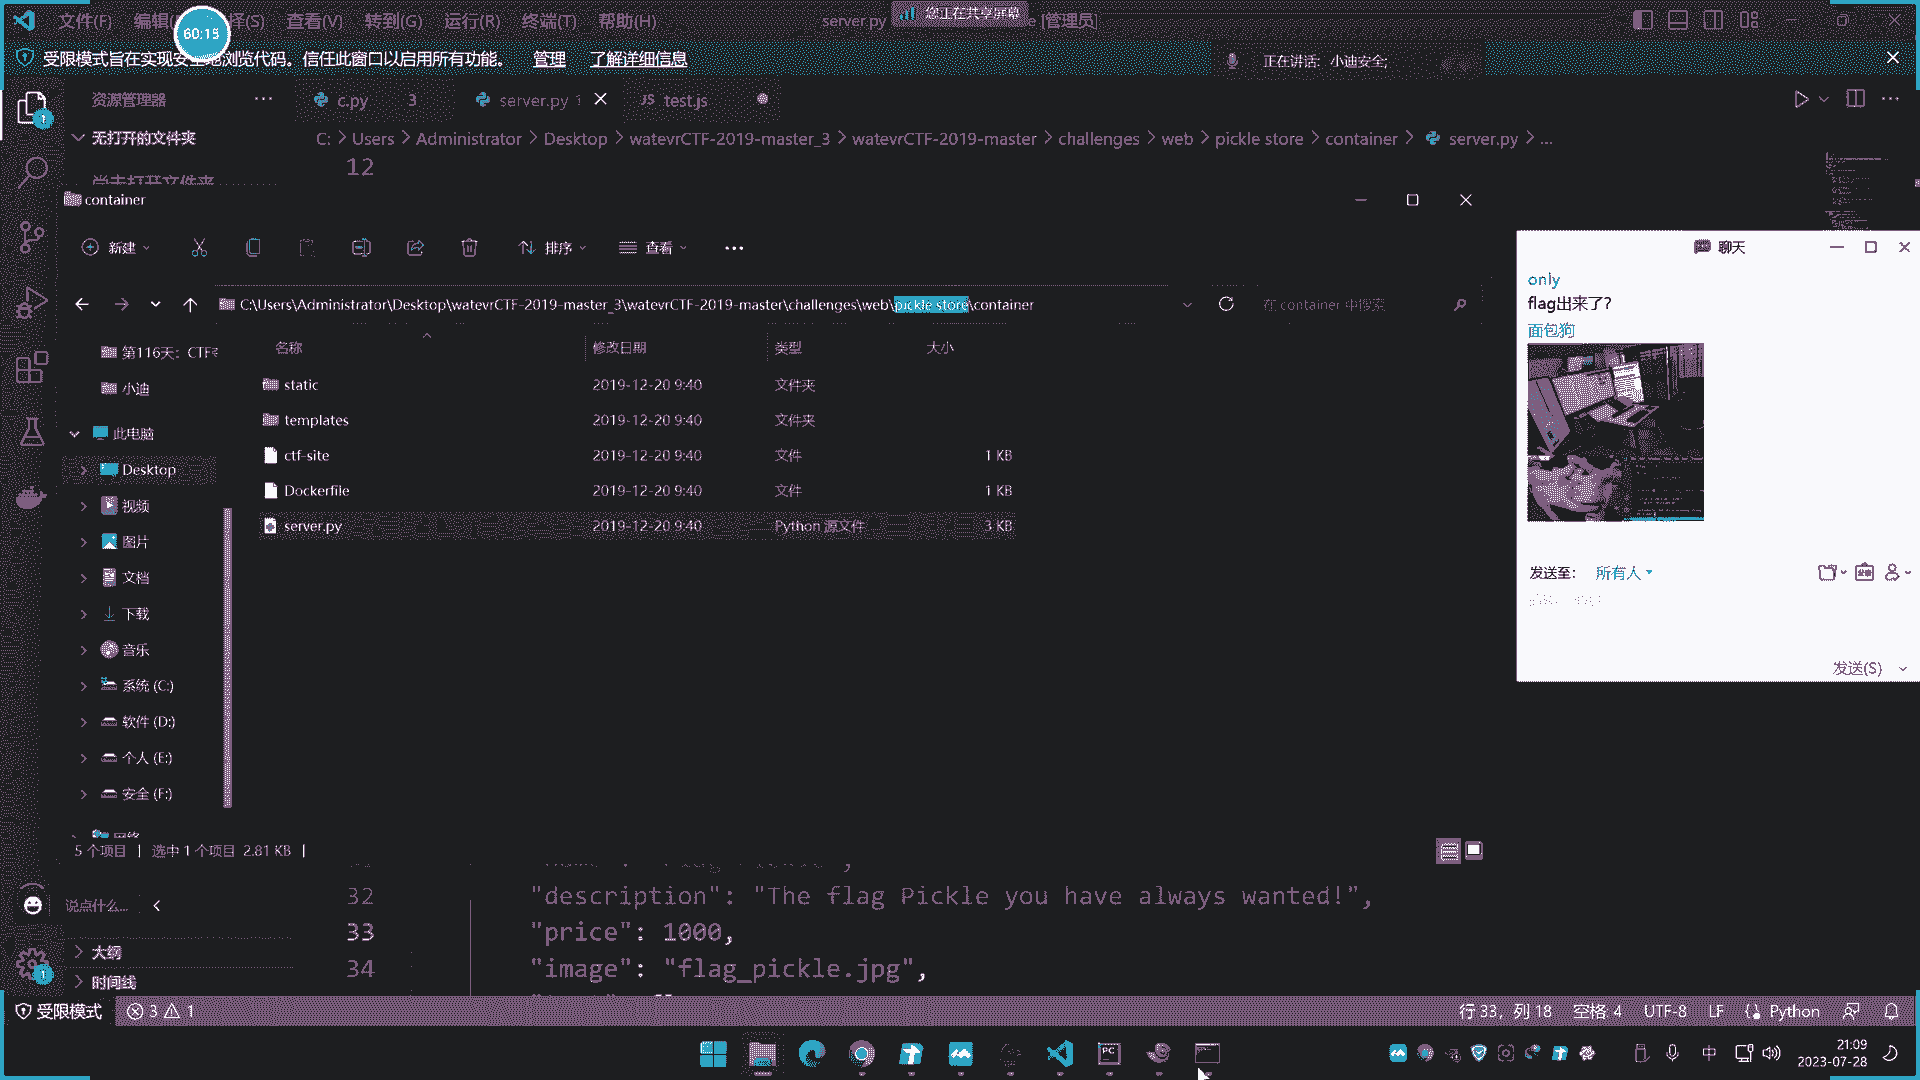 文件(F) 编辑 选择(S) 查看(V) 转到(G) 运行(R) 终端(T) 帮助(H)
server.py
您正在共享屏幕
[管理员]
60:15
受限模式旨在实现安全地浏览代码。信任此窗口以启用所有功能。 管理 了解详细信息
正在讲话: 小迪安全;
资源管理器
c.py 3
server.py 1
JS test.js
无打开的文件夹
C: > Users > Administrator > Desktop > watevrCTF-2019-master_3 > watevrCTF-2019-master > challenges > web > pickle store > container > server.py > ...
12
尚未打开文件夹
container
新建
排序
查看
C:\Users\Administrator\Desktop\watevrCTF-2019-master_3\watevrCTF-2019-master\challenges\web\pickle store\container
在 container 中搜索
名称 修改日期 类型 大小
static 2019-12-20 9:40 文件夹
templates 2019-12-20 9:40 文件夹
ctf-site 2019-12-20 9:40 文件 1 KB
Dockerfile 2019-12-20 9:40 文件 1 KB
server.py 2019-12-20 9:40 Python 源文件 3 KB
第116天：CTF
小迪
此电脑
Desktop
视频
图片
文档
下载
音乐
系统 (C:)
软件 (D:)
个人 (E:)
安全 (F:)
网络
5 个项目 | 选中 1 个项目 2.81 KB |
聊天
only
flag出来了?
面包狗
发送至: 所有人
发送(S)
说点什么...
32 "description": "The flag Pickle you have always wanted!",
33 "price": 1000,
34 "image": "flag_pickle.jpg",
大纲
时间线
受限模式 3 1
行 33，列 18 空格: 4 UTF-8 LF Python
PC
中
21:09
2023-07-28